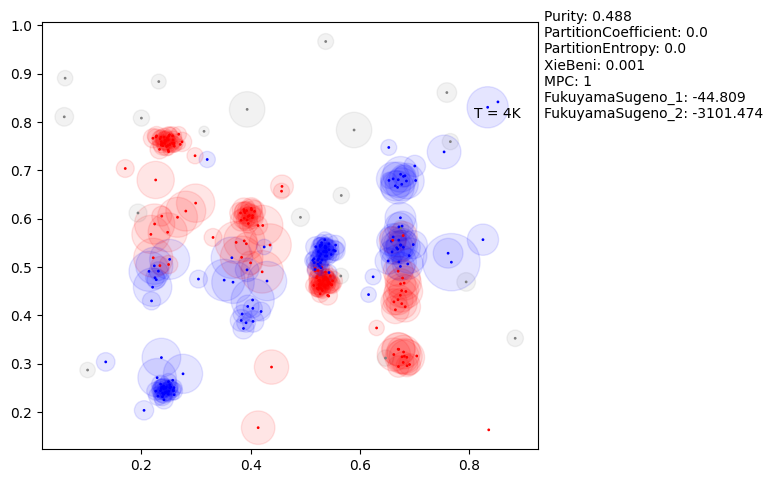 Purity: 0.488
PartitionCoefficient: 0.0
PartitionEntropy: 0.0
XieBeni: 0.001
MPC: 1
FukuyamaSugeno_1: -44.809
FukuyamaSugeno_2: -3101.474
T = 4K
1.0
0.9
0.8
0.7
0.6
0.5
0.4
0.3
0.2
0.2 0.4 0.6 0.8